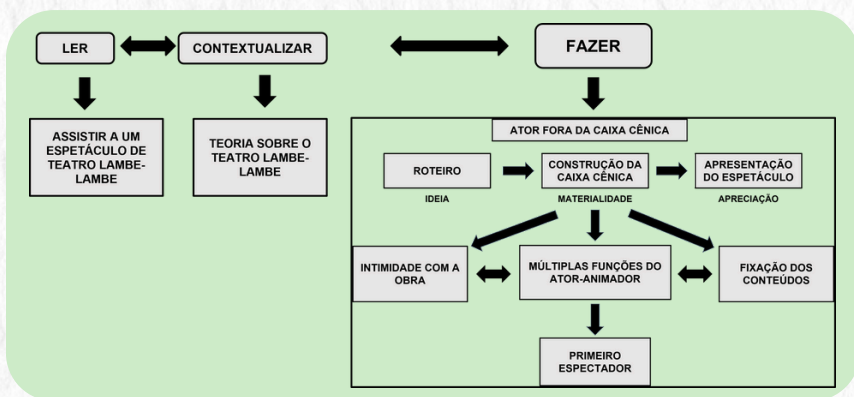 LER
CONTEXTUALIZAR
FAZER
ASSISTIR A UM
ESPETÁCULO DE
TEATRO LAMBE-
LAMBE
TEORIA SOBRE O
TEATRO LAMBE-
LAMBE
ATOR FORA DA CAIXA CÊNICA
ROTEIRO
CONSTRUÇÃO DA
CAIXA CÊNICA
APRESENTAÇÃO
DO ESPETÁCULO
IDEIA
MATERIALIDADE
APRECIAÇÃO
INTIMIDADE COM A
OBRA
MÚLTIPLAS FUNÇÕES DO
ATOR-ANIMADOR
FIXAÇÃO DOS
CONTEÚDOS
PRIMEIRO
ESPECTADOR